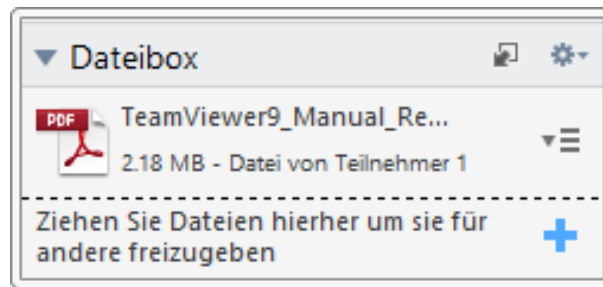 Dateibox
PDF
TeamViewer9_Manual_Re...
2.18 MB - Datei von Teilnehmer 1
Ziehen Sie Dateien hierher um sie für
andere freizugeben